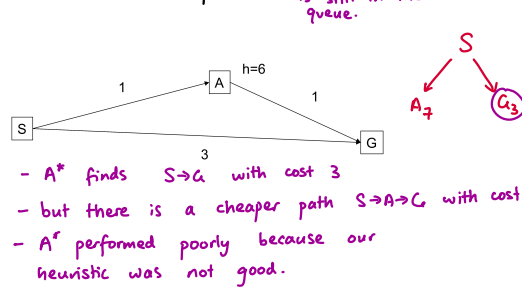 queue.
S
h=6
A
1
1
A7
G3
S
G
3
- A* finds S→G with cost 3
- but there is a cheaper path S→A→G with cost
- A* performed poorly because our
heuristic was not good.